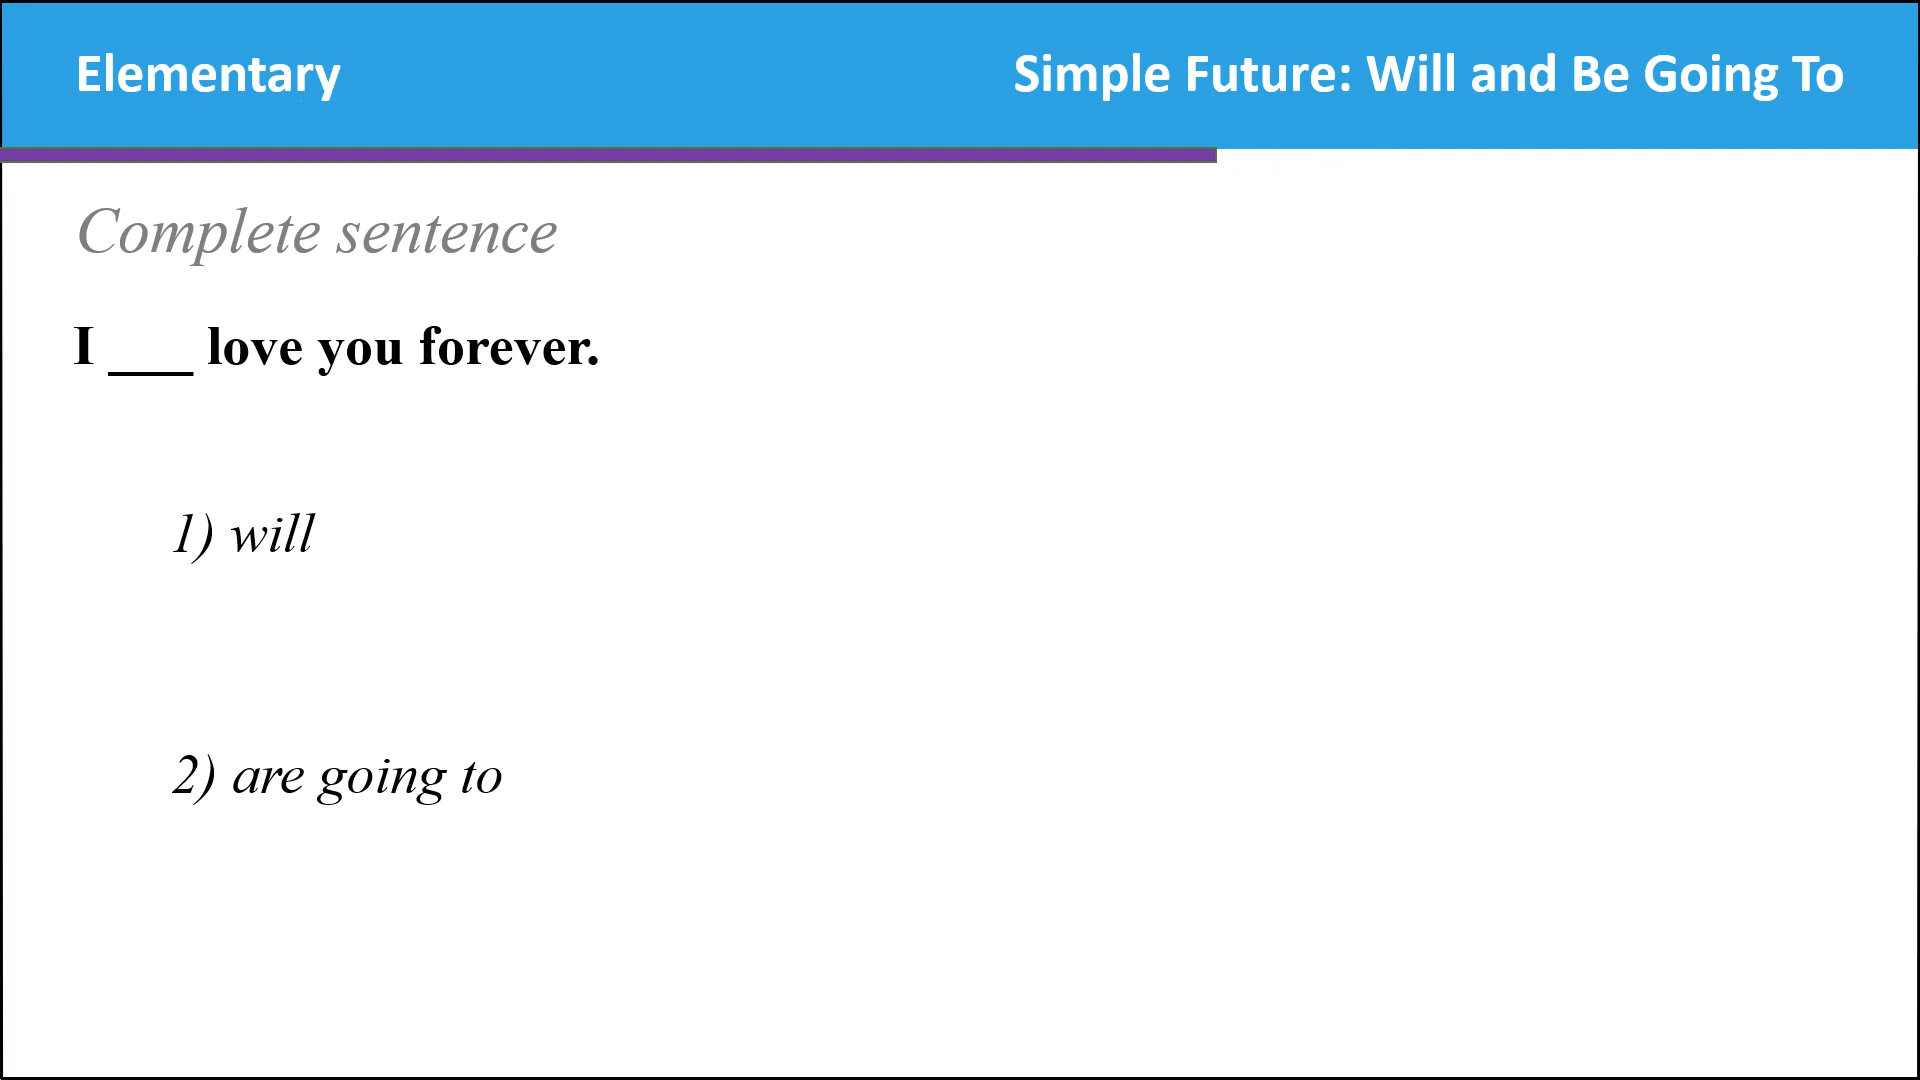 Elementary
Simple Future: Will and Be Going To
Complete sentence
I ___ love you forever.
1) will
2) are going to